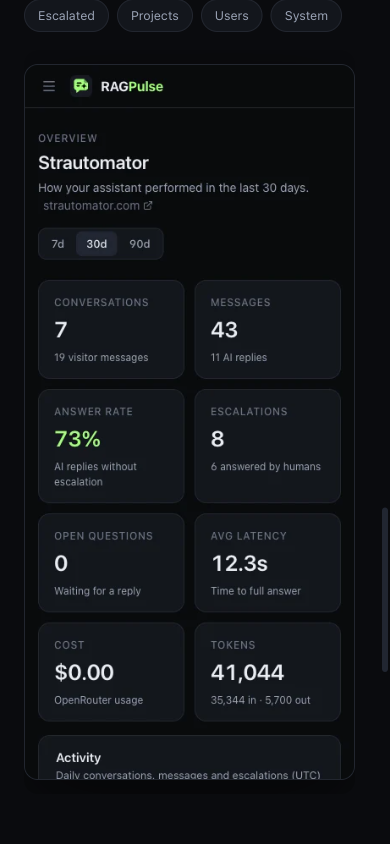 Escalated Projects Users System
RAGPulse
OVERVIEW
Strautomator
How your assistant performed in the last 30 days.
strautomator.com
7d 30d 90d
CONVERSATIONS
7
19 visitor messages
MESSAGES
43
11 AI replies
ANSWER RATE
73%
AI replies without
escalation
ESCALATIONS
8
6 answered by humans
OPEN QUESTIONS
0
Waiting for a reply
AVG LATENCY
12.3s
Time to full answer
COST
$0.00
OpenRouter usage
TOKENS
41,044
35,344 in · 5,700 out
Activity
Daily conversations, messages and escalations (UTC)